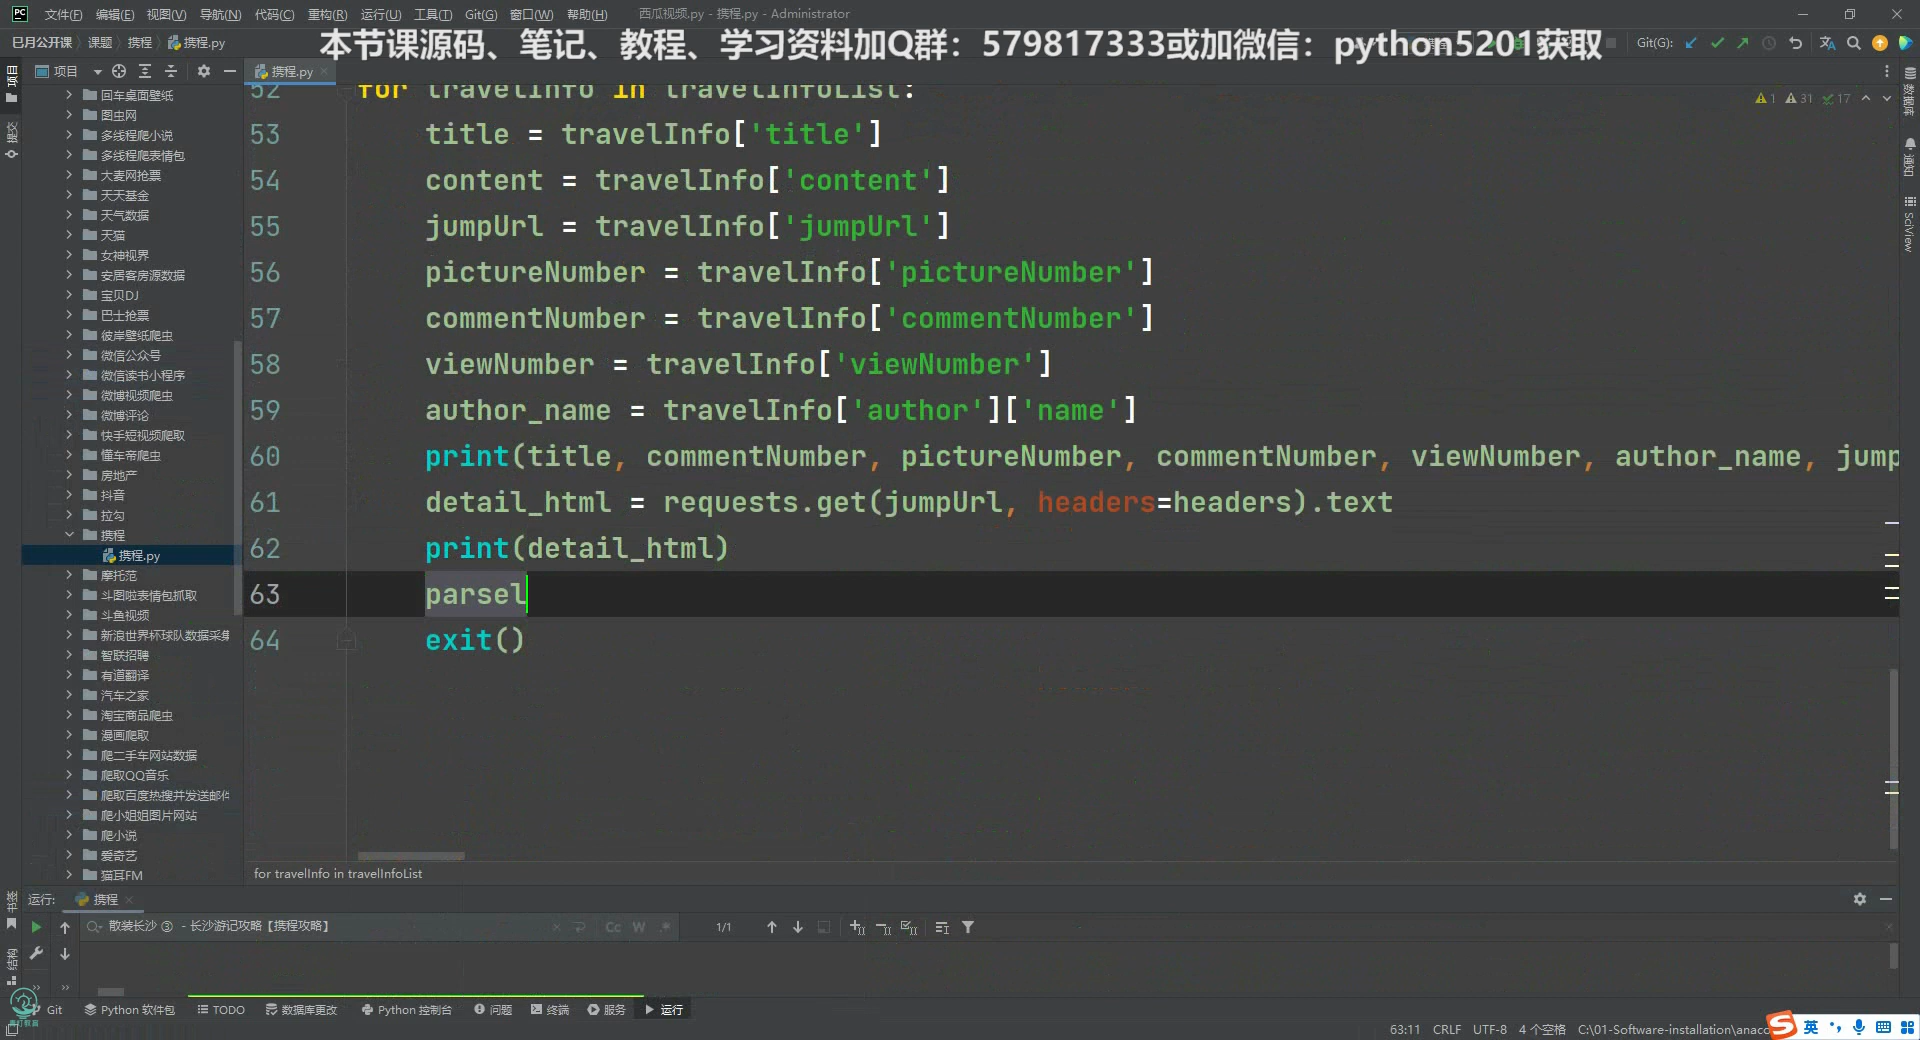 文件(F) 编辑(E) 视图(V) 导航(N) 代码(C) 重构(R) 运行(U) 工具(T) Git(G) 窗口(W) 帮助(H) 西瓜视频.py - 携程.py - Administrator
巳月公开课 课题 携程 携程.py
本节课源码、笔记、教程、学习资料加Q群：579817333或加微信：python5201获取
Git(G):
项目
携程.py
回车桌面壁纸
图虫网
多线程爬小说
多线程爬表情包
大麦网抢票
天天基金
天气数据
天猫
女神视界
安居客房源数据
宝贝DJ
巴士抢票
彼岸壁纸爬虫
微信公众号
微信读书小程序
微博视频爬虫
微博评论
快手短视频爬取
懂车帝爬虫
房地产
抖音
拉勾
携程
携程.py
摩托范
斗图啦表情包抓取
斗鱼视频
新浪世界杯球队数据采集
智联招聘
有道翻译
汽车之家
淘宝商品爬虫
漫画爬取
爬二手车网站数据
爬取QQ音乐
爬取百度热搜并发送邮件
爬小姐姐图片网站
爬小说
爱奇艺
猫耳FM
52 for travelInfo in travelInfoList:
53 title = travelInfo['title']
54 content = travelInfo['content']
55 jumpUrl = travelInfo['jumpUrl']
56 pictureNumber = travelInfo['pictureNumber']
57 commentNumber = travelInfo['commentNumber']
58 viewNumber = travelInfo['viewNumber']
59 author_name = travelInfo['author']['name']
60 print(title, commentNumber, pictureNumber, commentNumber, viewNumber, author_name, jump
61 detail_html = requests.get(jumpUrl, headers=headers).text
62 print(detail_html)
63 parsel
64 exit()
1 31 17
项目
提交
数据库
通知
SciView
for travelInfo in travelInfoList
书签
结构
运行: 携程
散装长沙 ③ - 长沙游记攻略【携程攻略】 Cc W .* 1/1
Git Python 软件包 TODO 数据库更改 Python 控制台 问题 终端 服务 运行
63:11 CRLF UTF-8 4 个空格 C:\01-Software-installation\anaco
英